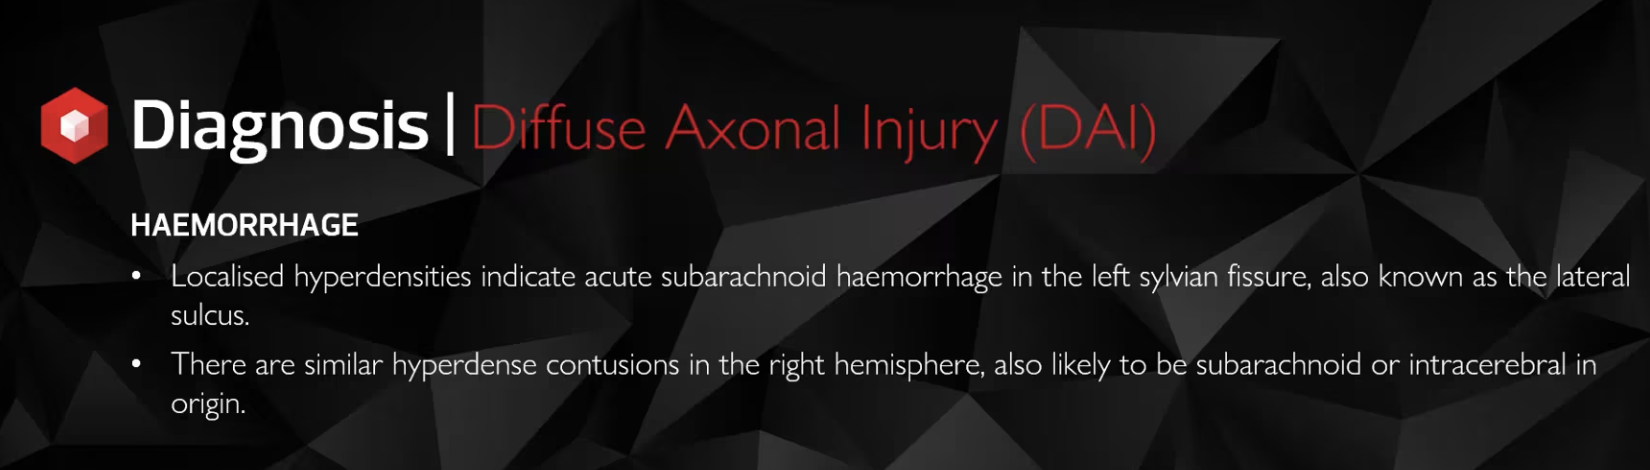 Diagnosis | Diffuse Axonal Injury (DAI)
HAEMORRHAGE
• Localised hyperdensities indicate acute subarachnoid haemorrhage in the left sylvian fissure, also known as the lateral
sulcus.
• There are similar hyperdense contusions in the right hemisphere, also likely to be subarachnoid or intracerebral in
origin.